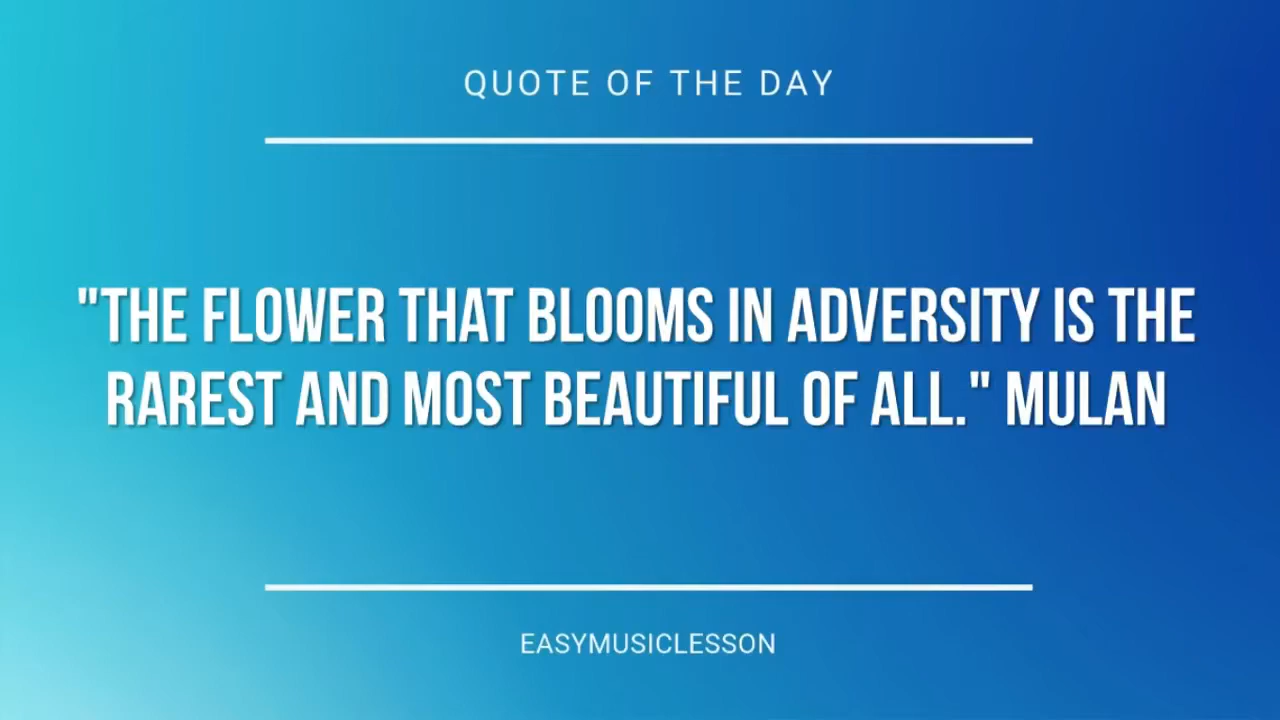 QUOTE OF THE DAY
"THE FLOWER THAT BLOOMS IN ADVERSITY IS THE
RAREST AND MOST BEAUTIFUL OF ALL." MULAN
EASYMUSICLESSON